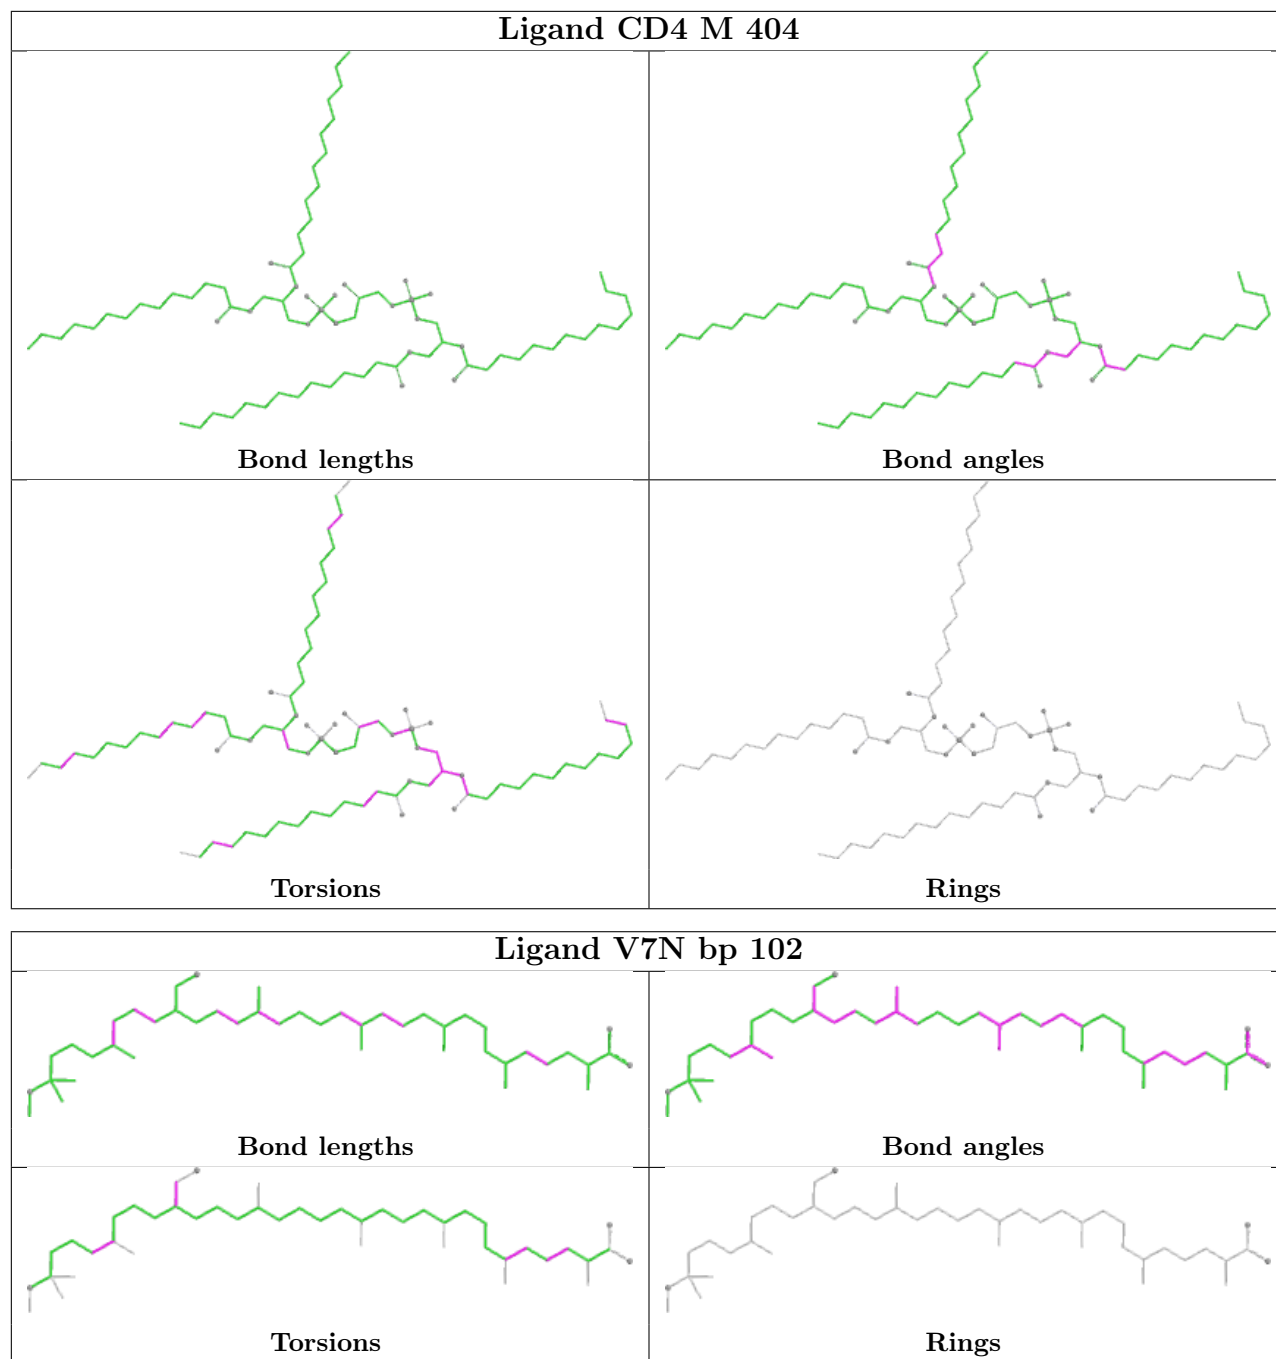 Ligand CD4 M 404
Bond lengths
Bond angles
Torsions
Rings
Ligand V7N bp 102
Bond lengths
Bond angles
Torsions
Rings